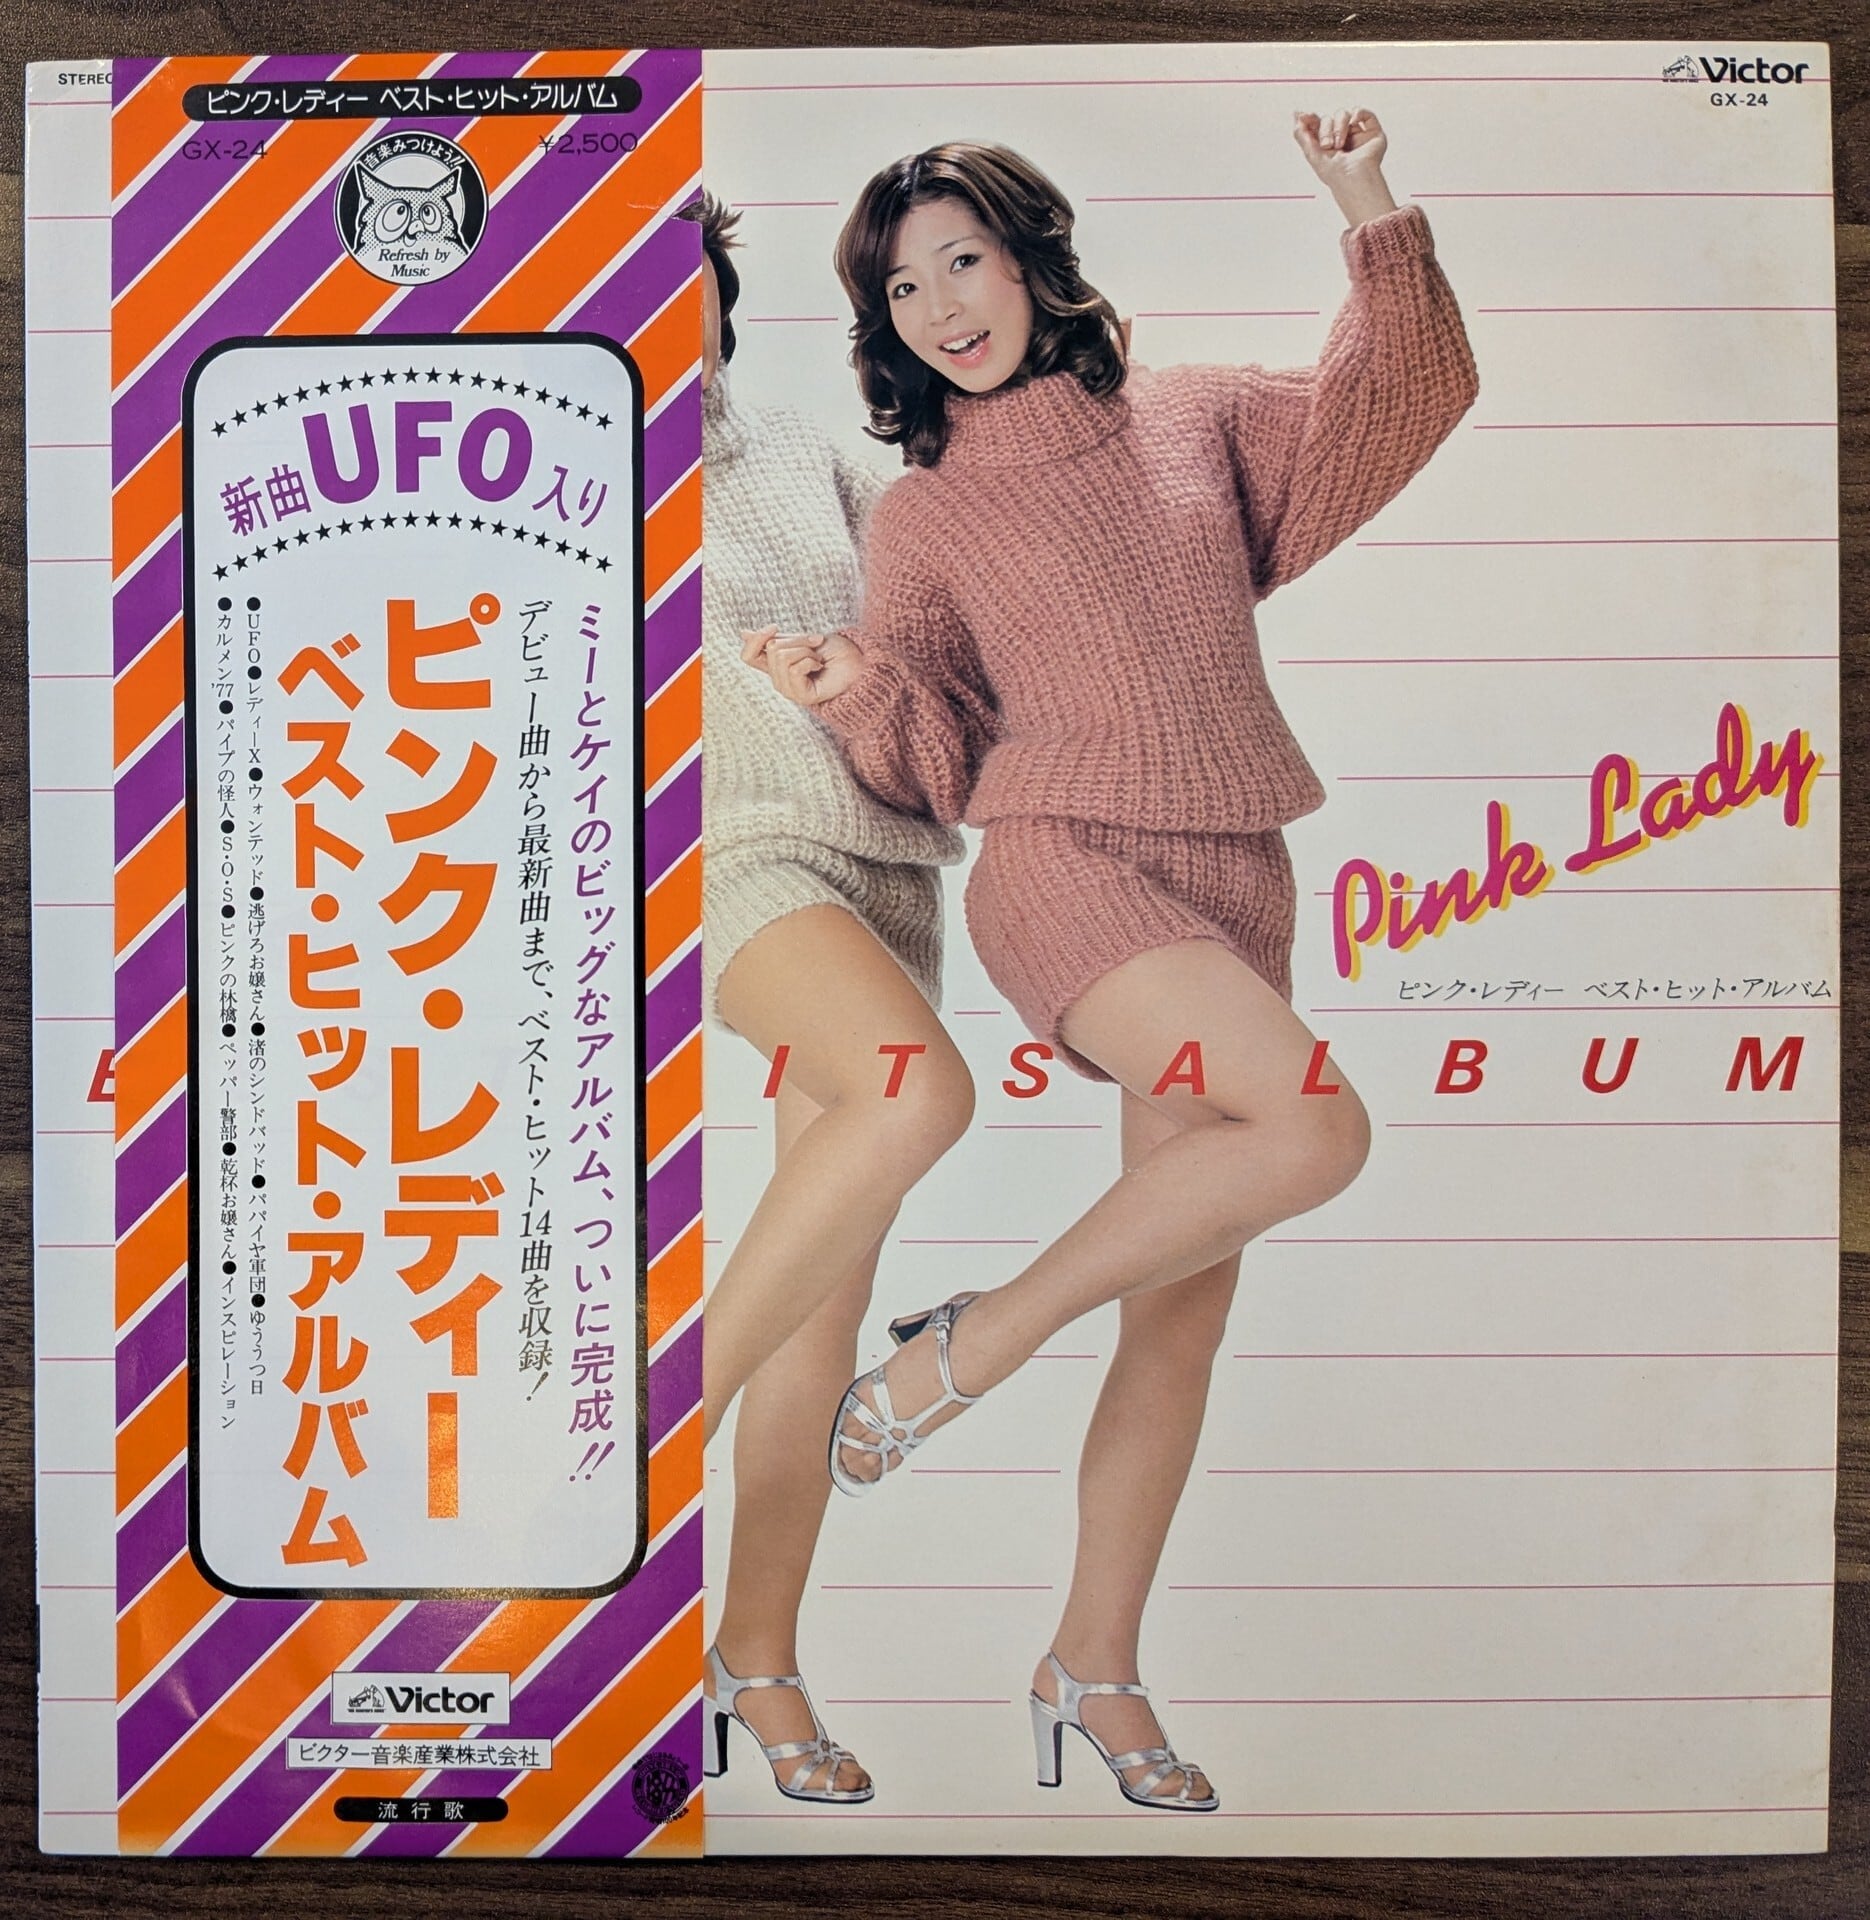 STEREO
ピンク・レディー ベスト・ヒット・アルバム
GX-24
¥2,500
音楽みつけよう!!
Refresh by
Music
新曲UFO入り
ミーとケイのビッグなアルバム、ついに完成!!
デビュー曲から最新曲まで、ベスト・ヒット14曲を収録!
ピンク・レディー
ベスト・ヒット・アルバム
●UFO●レディーX●ウォンテッド●逃げろお嬢さん●渚のシンドバッド●パパイヤ軍団●ゆううつ日
●カルメン'77●パイプの怪人●S・O・S●ピンクの林檎●ペッパー警部●乾杯お嬢さん●インスピレーション
Victor
ビクター音楽産業株式会社
流行歌
Victor
GX-24
Pink Lady
ピンク・レディー ベスト・ヒット・アルバム
B ITS ALBUM